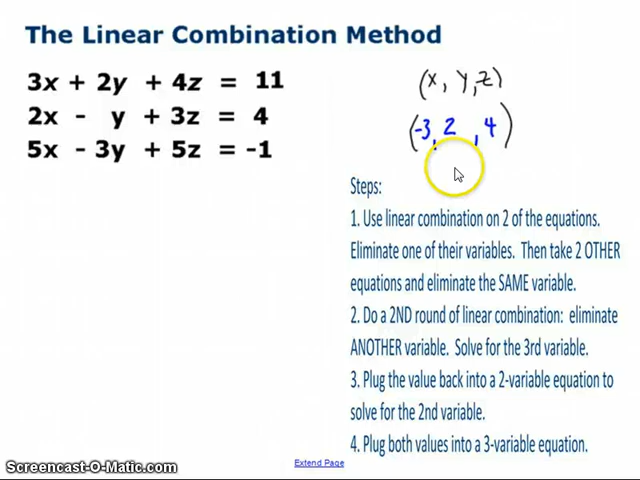 The Linear Combination Method
3x + 2y + 4z = 11
2x - y + 3z = 4
5x - 3y + 5z = -1
(x, y, z)
(-3, 2, 4)
Steps:
1. Use linear combination on 2 of the equations.
Eliminate one of their variables. Then take 2 OTHER
equations and eliminate the SAME variable.
2. Do a 2ND round of linear combination: eliminate
ANOTHER variable. Solve for the 3rd variable.
3. Plug the value back into a 2-variable equation to
solve for the 2nd variable.
4. Plug both values into a 3-variable equation.
Extend Page
Screencast-O-Matic.com